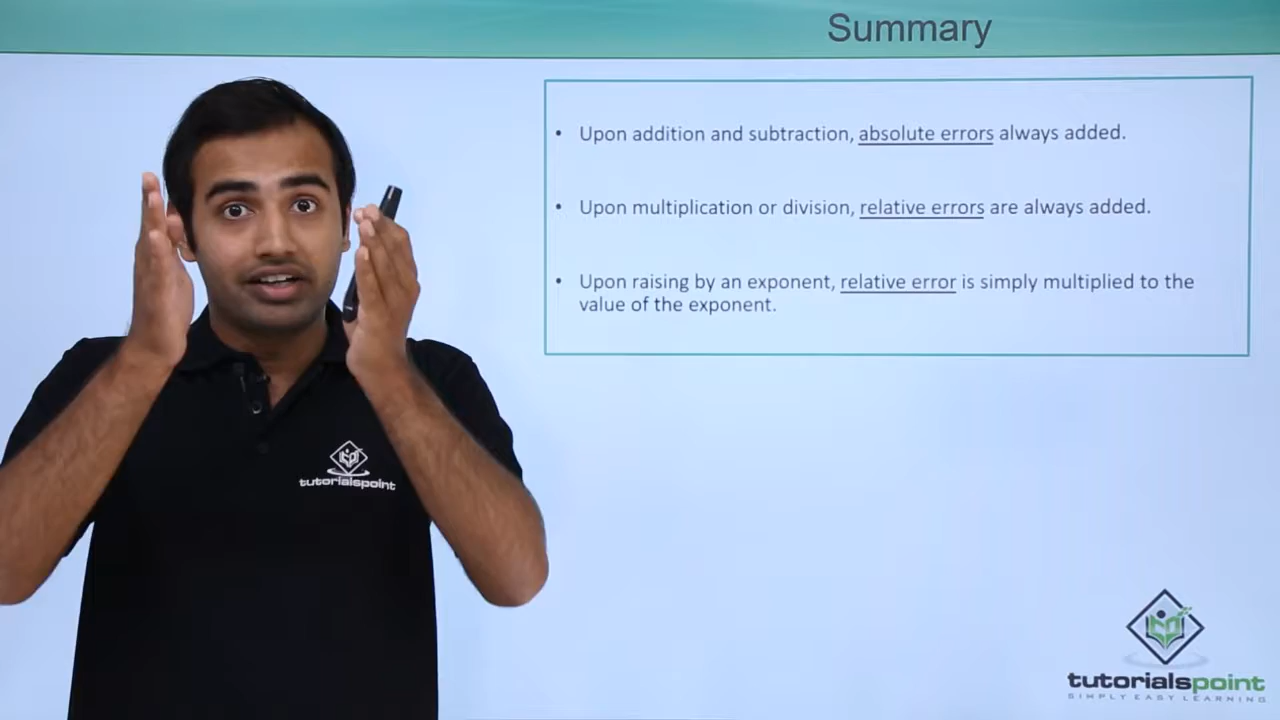 Summary
• Upon addition and subtraction, absolute errors always added.
• Upon multiplication or division, relative errors are always added.
• Upon raising by an exponent, relative error is simply multiplied to the
value of the exponent.
tutorialspoint
tutorialspoint
SIMPLY EASY LEARNING